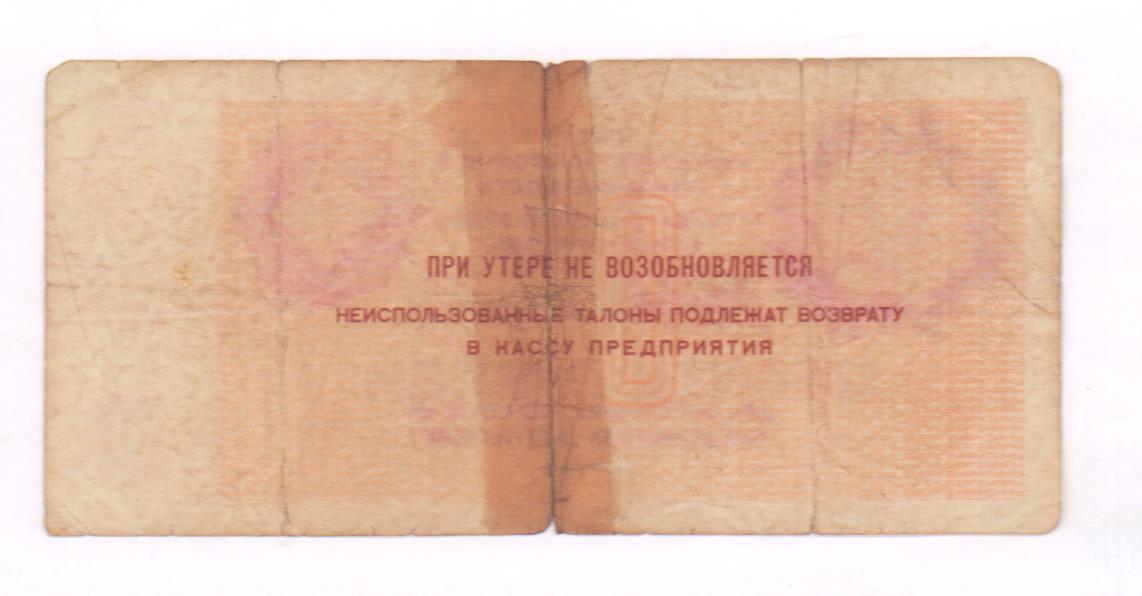 ПРИ УТЕРЕ НЕ ВОЗОБНОВЛЯЕТСЯ
НЕИСПОЛЬЗОВАННЫЕ ТАЛОНЫ ПОДЛЕЖАТ ВОЗВРАТУ
В КАССУ ПРЕДПРИЯТИЯ